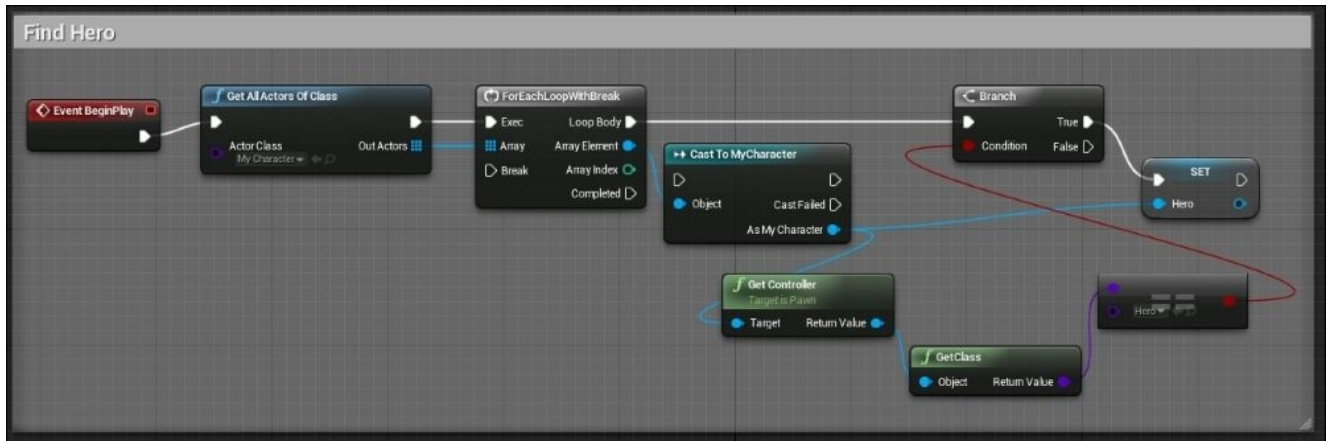 Find Hero
Event BeginPlay
Get All Actors Of Class
Actor Class
My Character
Out Actors
ForEachLoopWithBreak
Exec
Loop Body
Array
Array Element
Break
Array Index
Completed
Cast To MyCharacter
Object
Cast Failed
As My Character
Branch
True
Condition
False
SET
Hero
Get Controller
Target is Pawn
Target
Return Value
GetClass
Object
Return Value
==
Hero